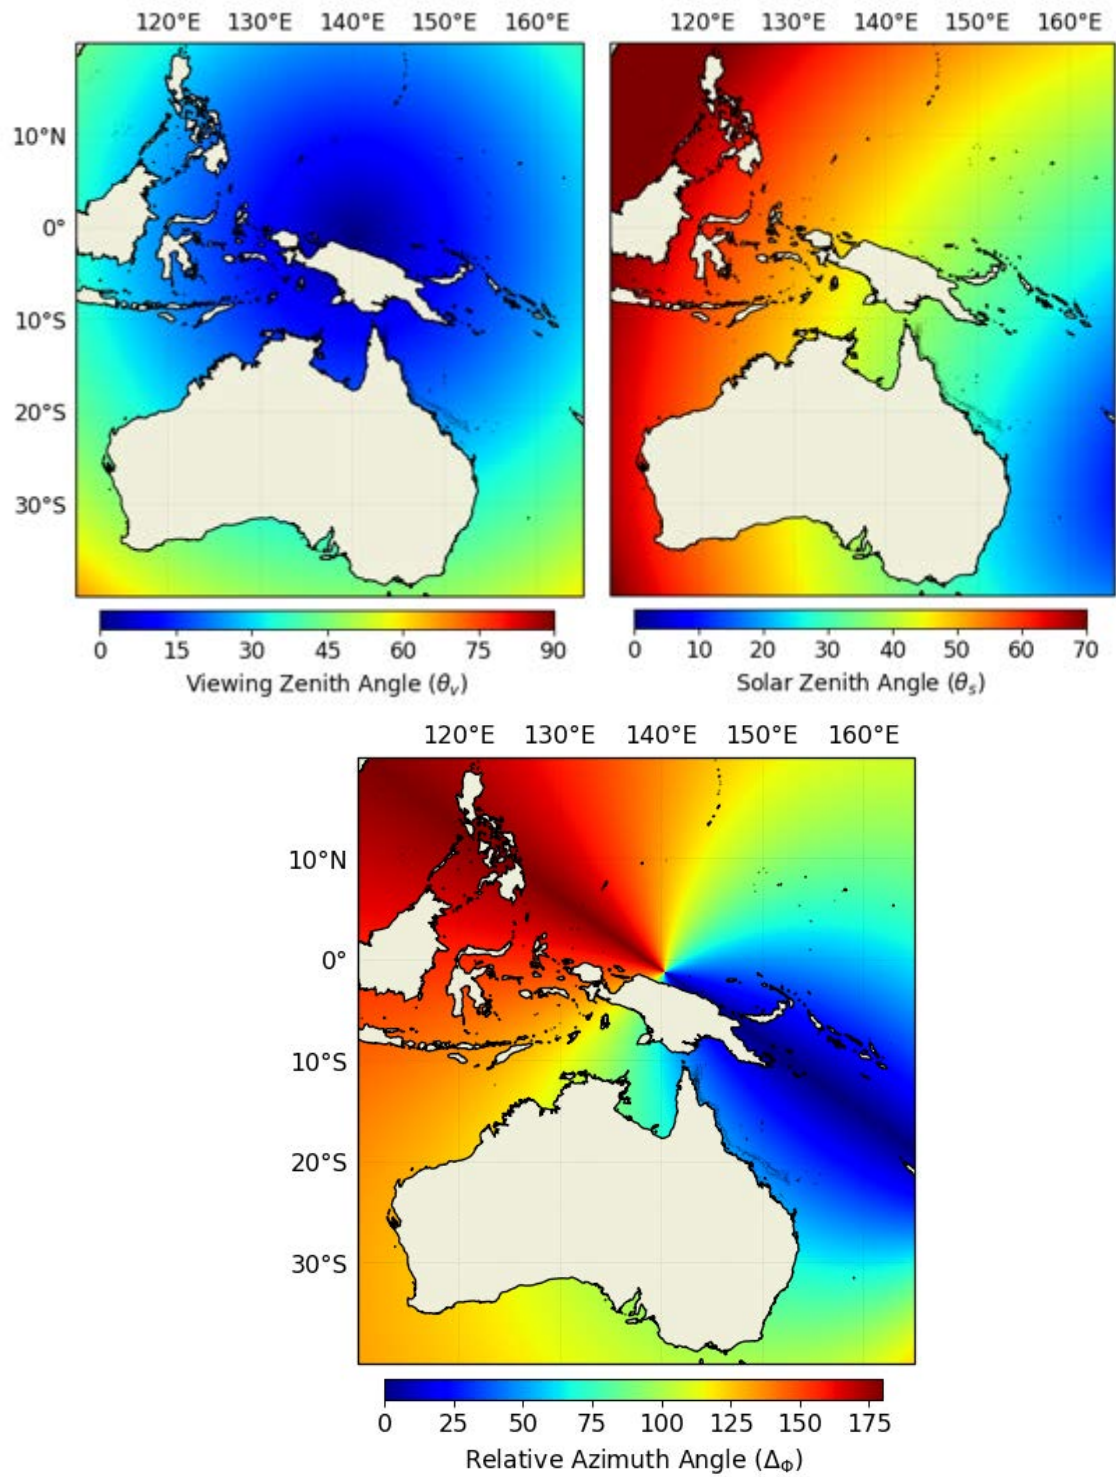 120°E 130°E 140°E 150°E 160°E
120°E 130°E 140°E 150°E 160°E
10°N
0°
10°S
20°S
30°S
0 15 30 45 60 75 90
Viewing Zenith Angle (θᵥ)
0 10 20 30 40 50 60 70
Solar Zenith Angle (θₛ)
120°E 130°E 140°E 150°E 160°E
10°N
0°
10°S
20°S
30°S
0 25 50 75 100 125 150 175
Relative Azimuth Angle (Δ_Φ)